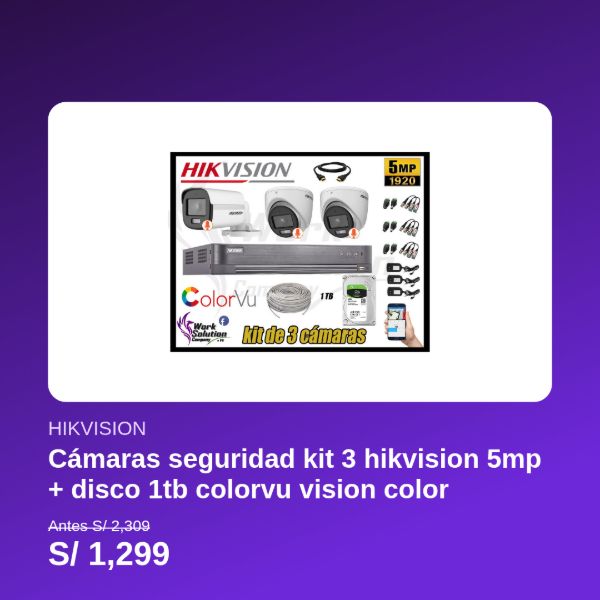 HIKVISION
5MP
1920
ColorVu
1 TB
Work
Solution
Company
kit de 3 cámaras
HIKVISION
Cámaras seguridad kit 3 hikvision 5mp
+ disco 1tb colorvu vision color
Antes S/ 2,309
S/ 1,299